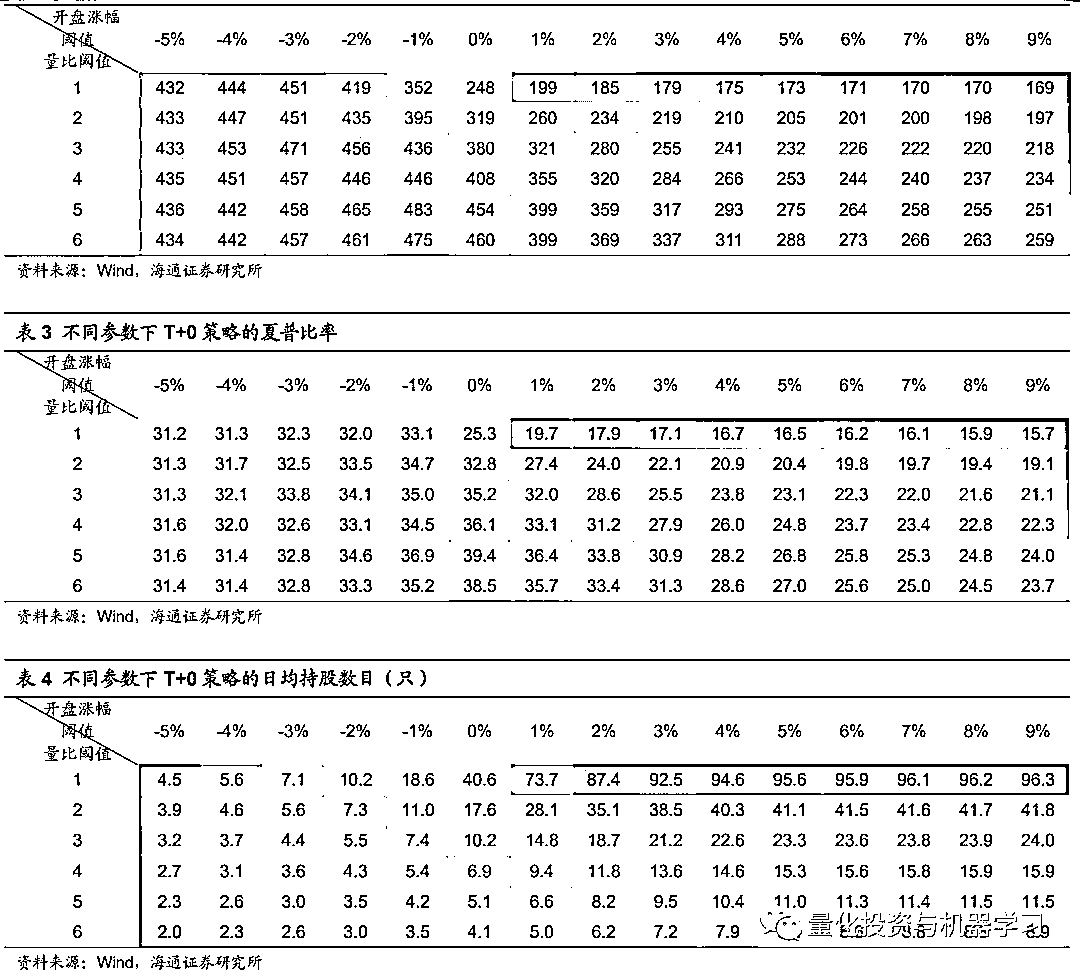 开盘涨幅
阈值 -5% -4% -3% -2% -1% 0% 1% 2% 3% 4% 5% 6% 7% 8% 9%
量比阈值
1 432 444 451 419 352 248 199 185 179 175 173 171 170 170 169
2 433 447 451 435 395 319 260 234 219 210 205 201 200 198 197
3 433 453 471 456 436 380 321 280 255 241 232 226 222 220 218
4 435 451 457 446 446 408 355 320 284 266 253 244 240 237 234
5 436 442 458 465 483 454 399 359 317 293 275 264 258 255 251
6 434 442 457 461 475 460 399 369 337 311 288 273 266 263 259
资料来源：Wind，海通证券研究所
表 3 不同参数下 T+0 策略的夏普比率
开盘涨幅
阈值 -5% -4% -3% -2% -1% 0% 1% 2% 3% 4% 5% 6% 7% 8% 9%
量比阈值
1 31.2 31.3 32.3 32.0 33.1 25.3 19.7 17.9 17.1 16.7 16.5 16.2 16.1 15.9 15.7
2 31.3 31.7 32.5 33.5 34.7 32.8 27.4 24.0 22.1 20.9 20.4 19.8 19.7 19.4 19.1
3 31.3 32.1 33.8 34.1 35.0 35.2 32.0 28.6 25.5 23.8 23.1 22.3 22.0 21.6 21.1
4 31.6 32.0 32.6 33.1 34.5 36.1 33.1 31.2 27.9 26.0 24.8 23.7 23.4 22.8 22.3
5 31.6 31.4 32.8 34.6 36.9 39.4 36.4 33.8 30.9 28.2 26.8 25.8 25.3 24.8 24.0
6 31.4 31.4 32.8 33.3 35.2 38.5 35.7 33.4 31.3 28.6 27.0 25.6 25.0 24.5 23.7
资料来源：Wind，海通证券研究所
表 4 不同参数下 T+0 策略的日均持股数目（只）
开盘涨幅
阈值 -5% -4% -3% -2% -1% 0% 1% 2% 3% 4% 5% 6% 7% 8% 9%
量比阈值
1 4.5 5.6 7.1 10.2 18.6 40.6 73.7 87.4 92.5 94.6 95.6 95.9 96.1 96.2 96.3
2 3.9 4.6 5.6 7.3 11.0 17.6 28.1 35.1 38.5 40.3 41.1 41.5 41.6 41.7 41.8
3 3.2 3.7 4.4 5.5 7.4 10.2 14.8 18.7 21.2 22.6 23.3 23.6 23.8 23.9 24.0
4 2.7 3.1 3.6 4.3 5.4 6.9 9.4 11.8 13.6 14.6 15.3 15.6 15.8 15.9 15.9
5 2.3 2.6 3.0 3.5 4.2 5.1 6.6 8.2 9.5 10.4 11.0 11.3 11.4 11.5 11.5
6 2.0 2.3 2.6 3.0 3.5 4.1 5.0 6.2 7.2 7.9 8.9
量化投资与机器学习
资料来源：Wind，海通证券研究所